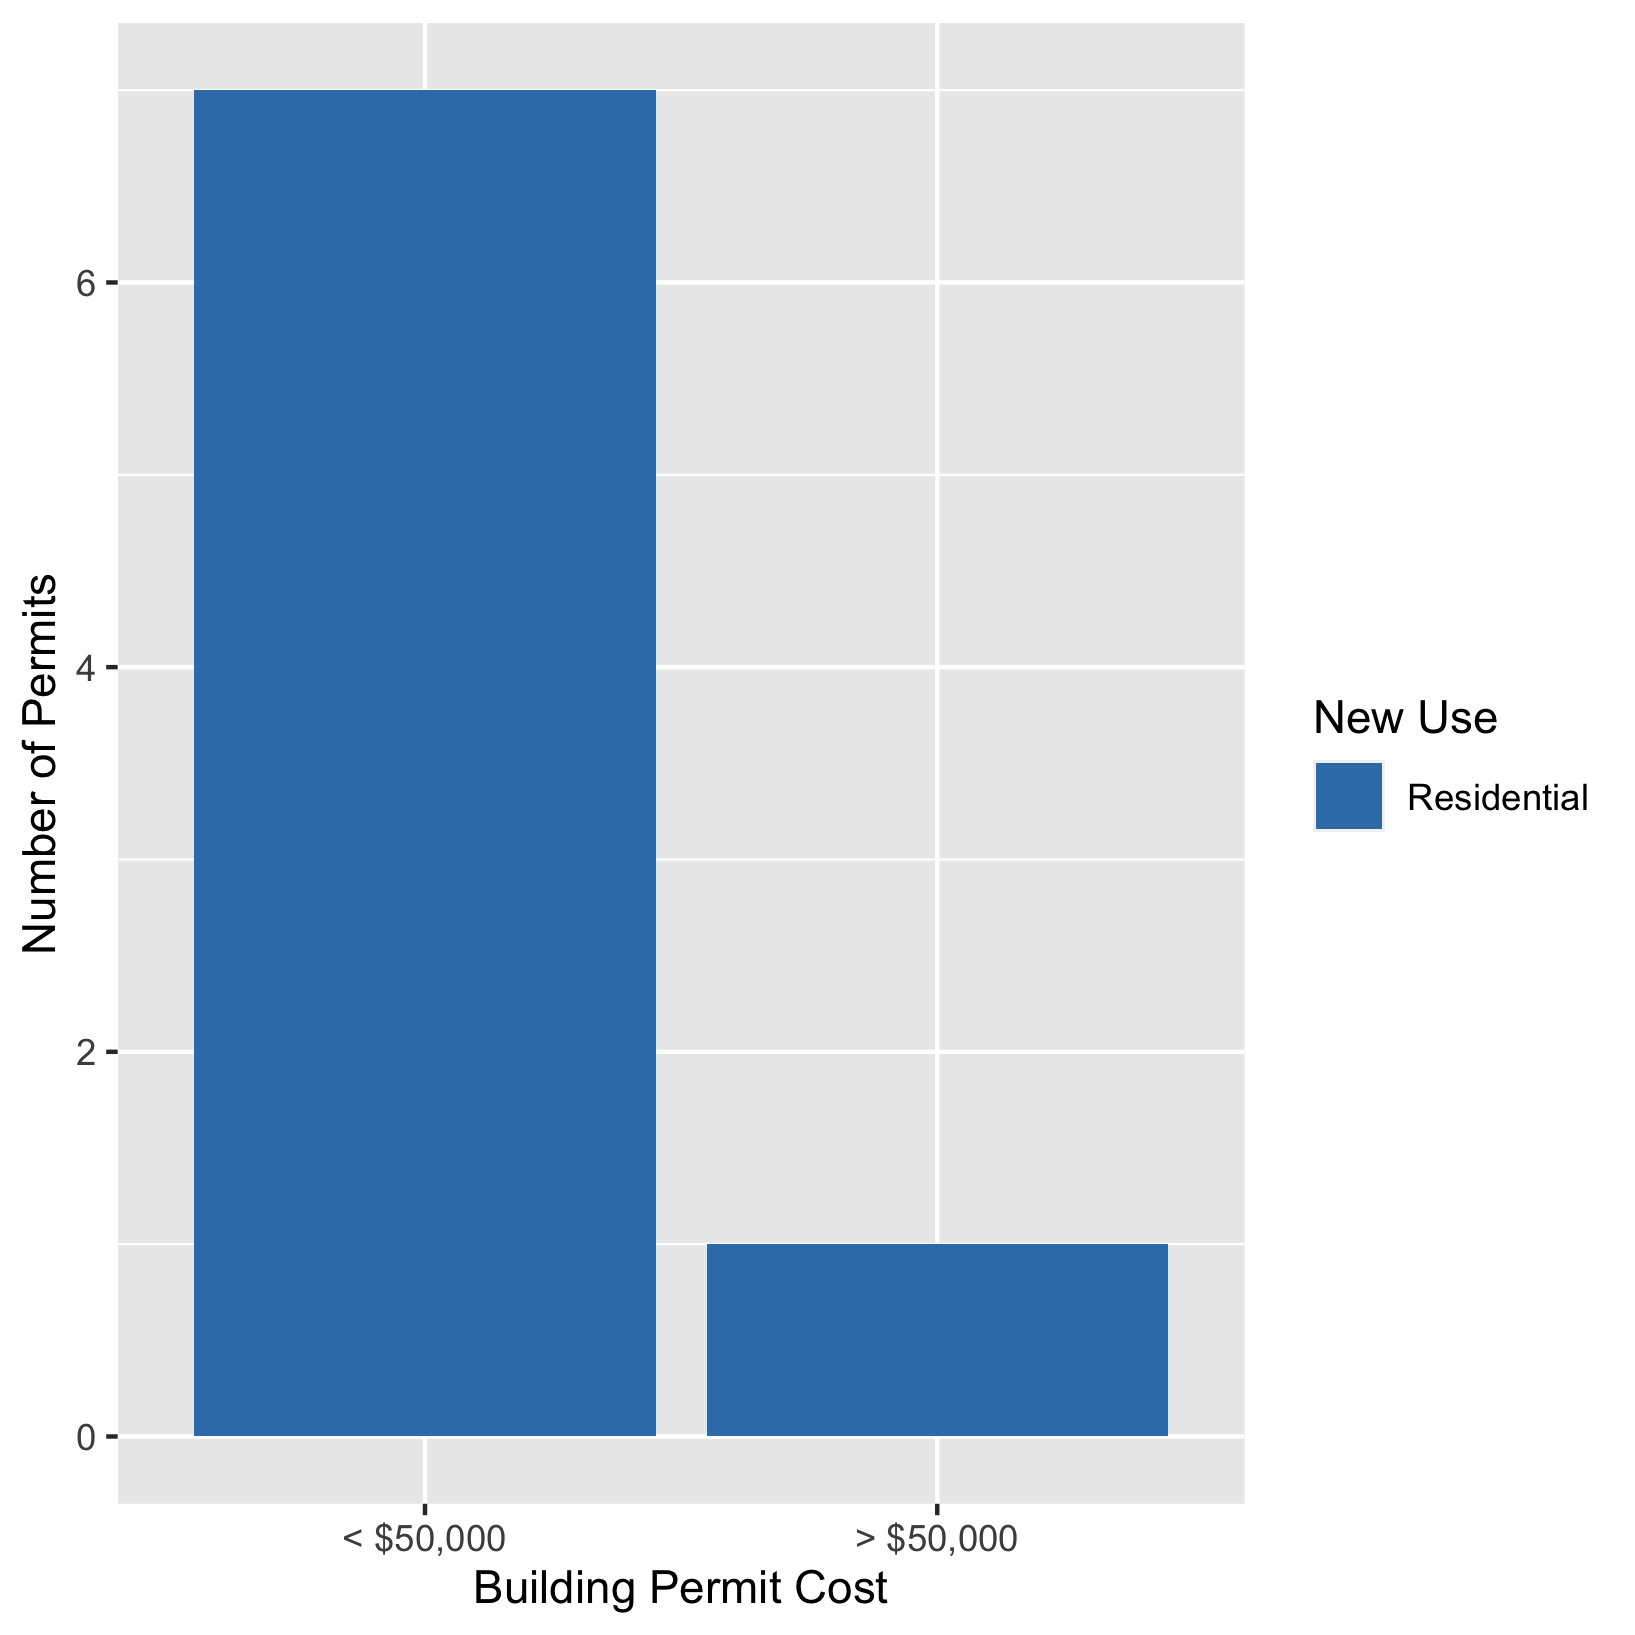 Number of Permits
6
4
2
0
< $50,000
> $50,000
Building Permit Cost
New Use
Residential